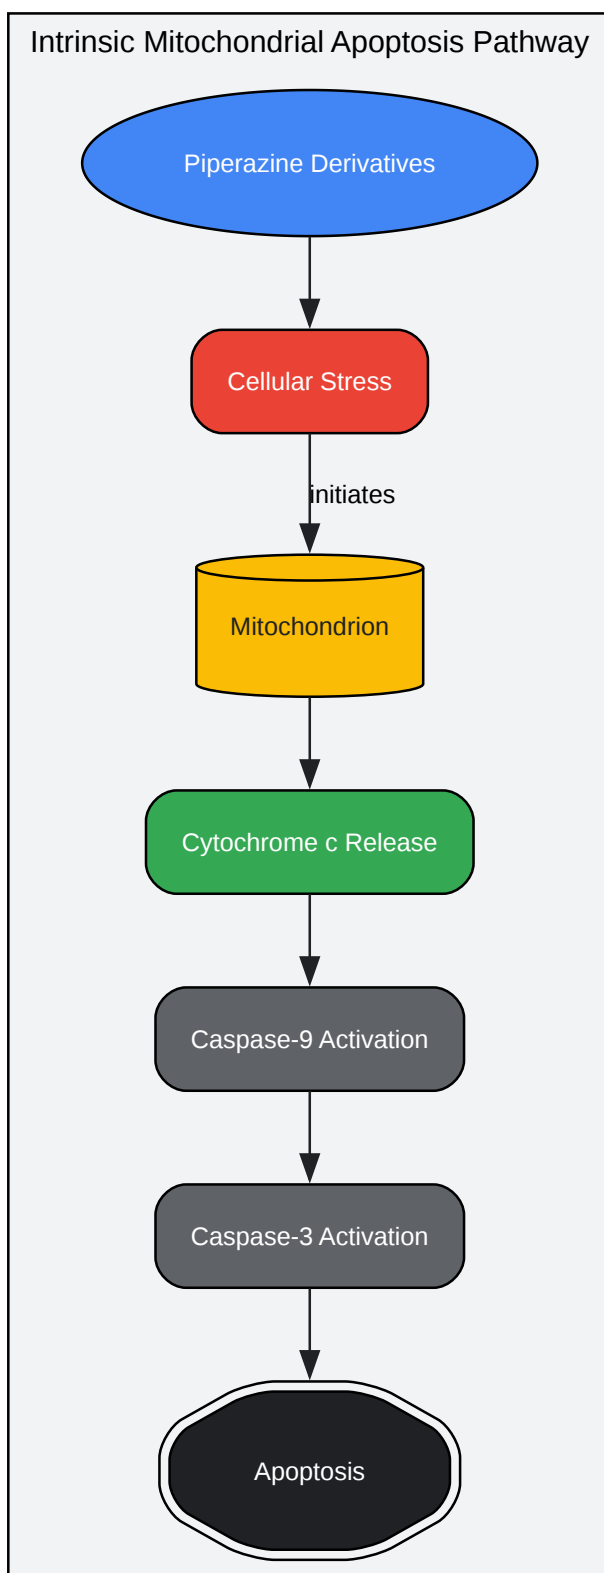 Intrinsic Mitochondrial Apoptosis Pathway
Piperazine Derivatives
Cellular Stress
initiates
Mitochondrion
Cytochrome c Release
Caspase-9 Activation
Caspase-3 Activation
Apoptosis